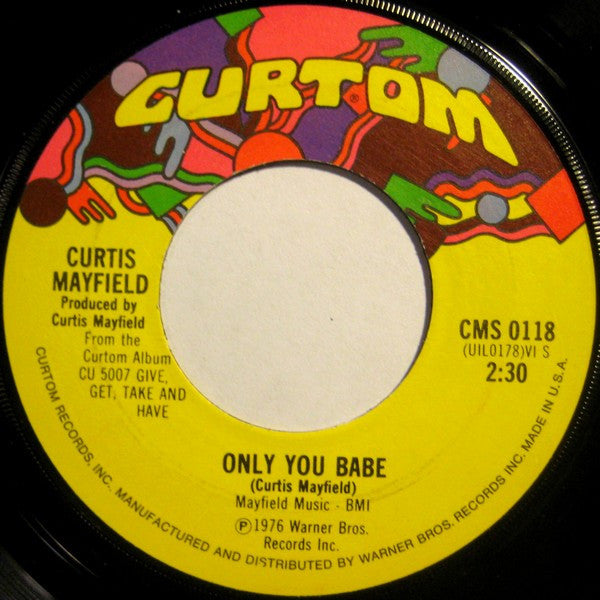 CURTOM®
CURTIS
MAYFIELD
Produced by
Curtis Mayfield
From the
Curtom Album
CU 5007 GIVE,
GET, TAKE AND
HAVE
CMS 0118
(UIL0178)VI S
2:30
ONLY YOU BABE
(Curtis Mayfield)
Mayfield Music - BMI
℗1976 Warner Bros.
Records Inc.
CURTOM RECORDS, INC. MANUFACTURED AND DISTRIBUTED BY WARNER BROS. RECORDS INC. MADE IN U.S.A.